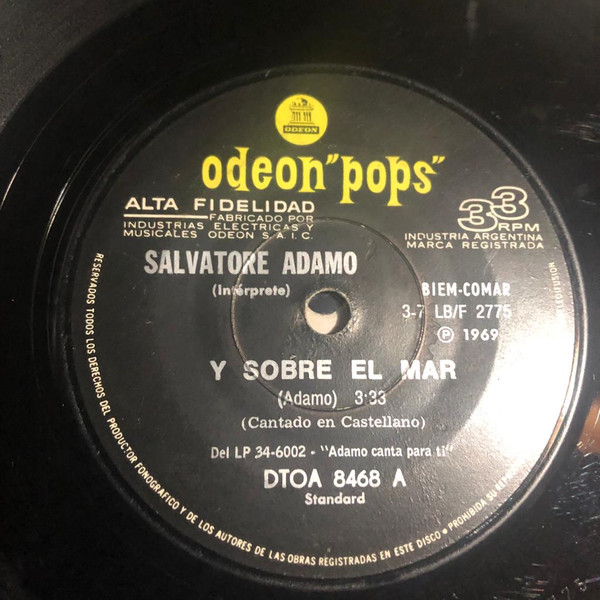 ODEON
odeon "pops"
ALTA FIDELIDAD
FABRICADO POR
INDUSTRIAS ELECTRICAS Y
MUSICALES ODEON S.A.I.C.
33
RPM
INDUSTRIA ARGENTINA
MARCA REGISTRADA
SALVATORE ADAMO
(Intérprete)
BIEM-COMAR
3-7 LB/F 2775
℗ 1969
Y SOBRE EL MAR
(Adamo) 3:33
(Cantado en Castellano)
Del LP 34-6002 - "Adamo canta para ti"
DTOA 8468 A
Standard
RESERVADOS TODOS LOS DERECHOS DEL PRODUCTOR FONOGRAFICO Y DE LOS AUTORES DE LAS OBRAS REGISTRADAS EN ESTE DISCO • PROHIBIDA SU